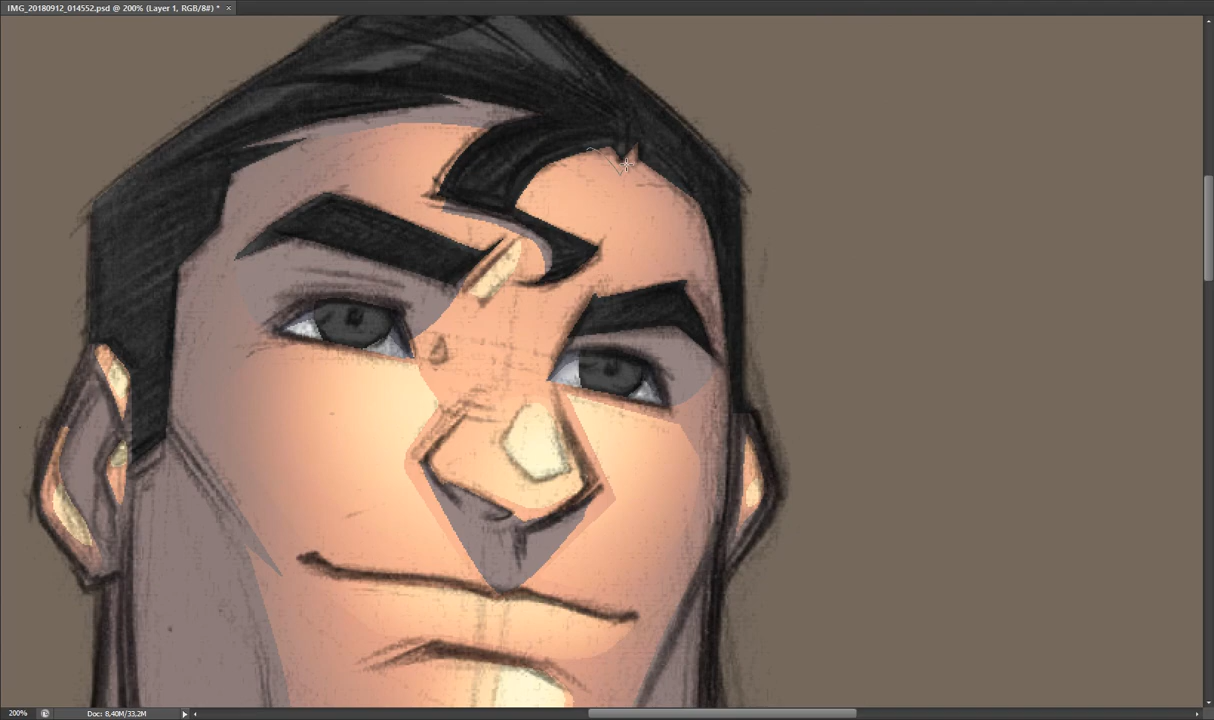 IMG_20180912_014552.psd @ 200% (Layer 1, RGB/8#) * ×
200% Doc: 8,40M/33,2M